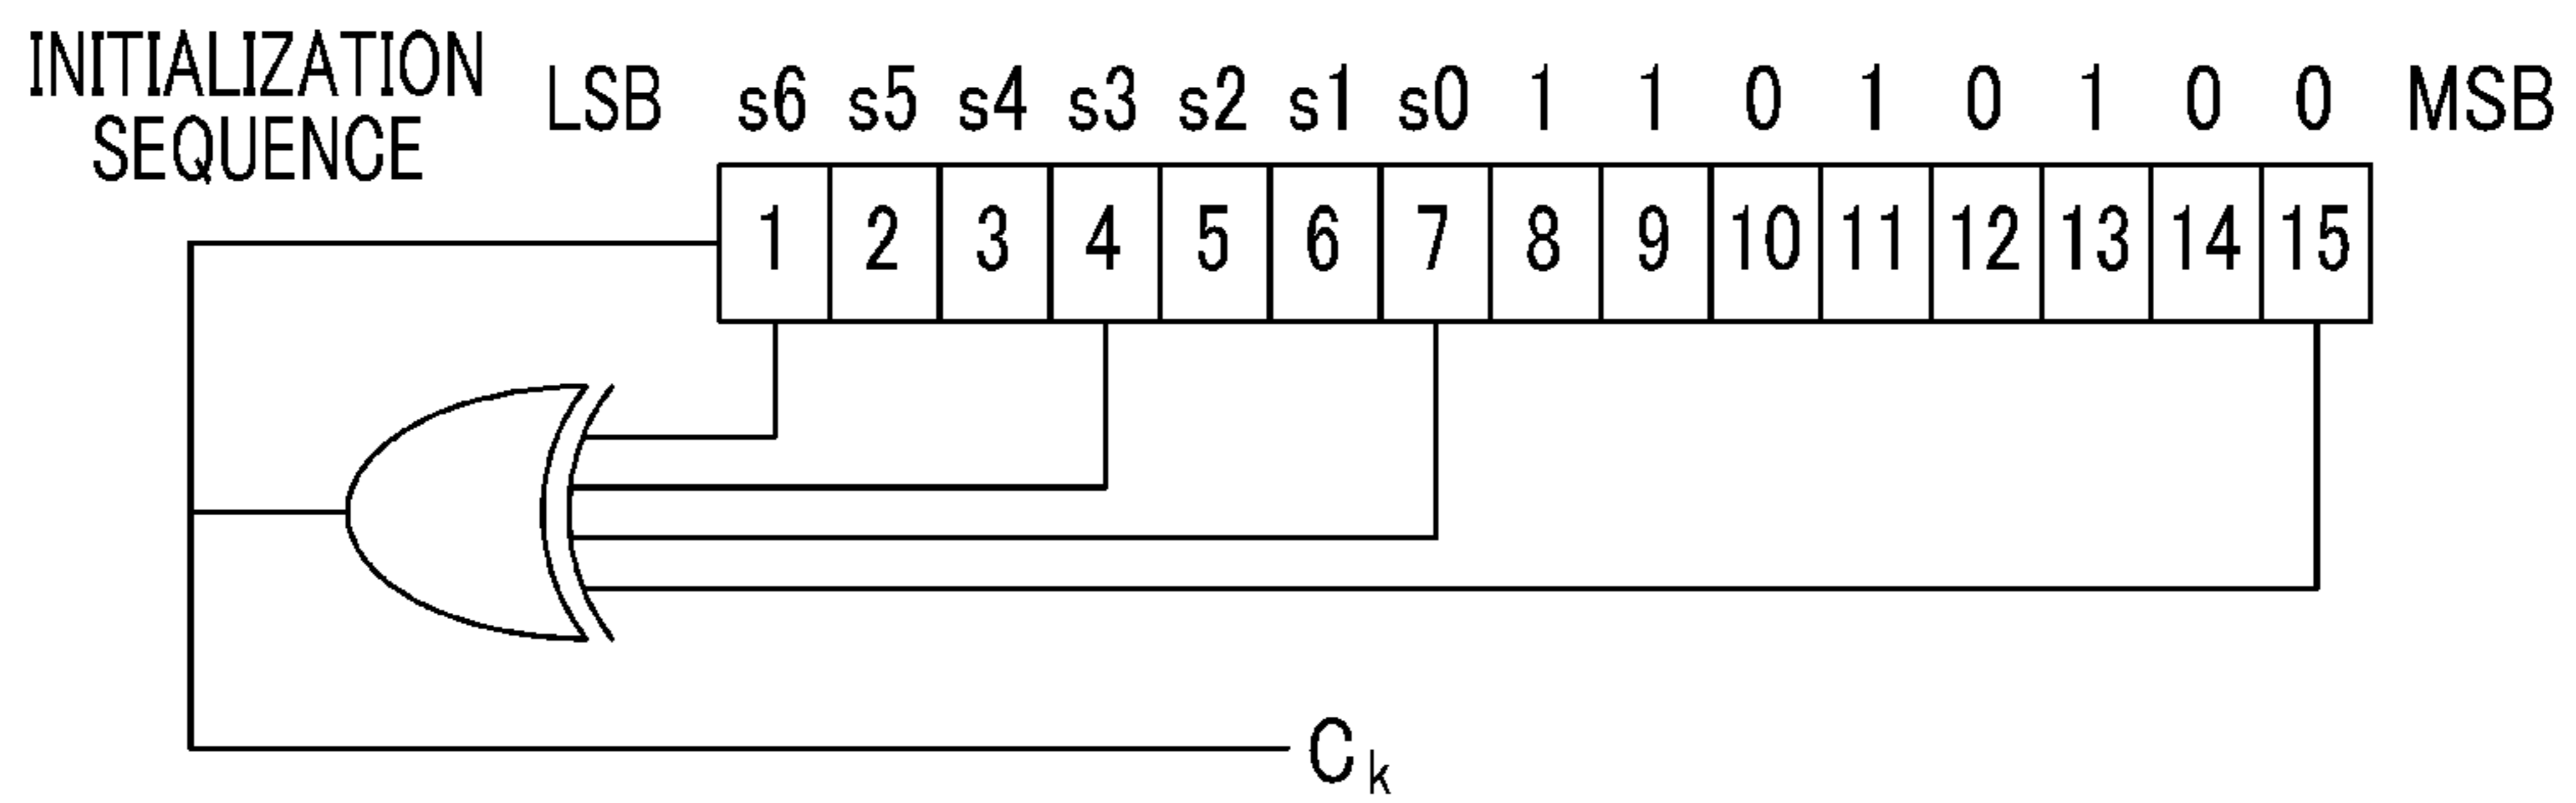 INITIALIZATION
SEQUENCE
LSB s6 s5 s4 s3 s2 s1 s0 1 1 0 1 0 1 0 0 MSB
1 2 3 4 5 6 7 8 9 10 11 12 13 14 15
Ck